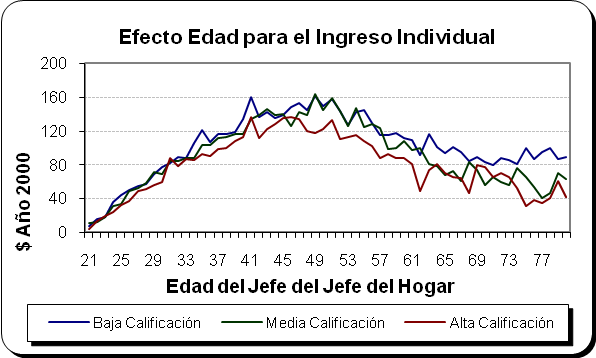 Efecto Edad para el Ingreso Individual
200
160
120
80
40
0
$ Año 2000
21 25 29 33 37 41 45 49 53 57 61 65 69 73 77
Edad del Jefe del Jefe del Hogar
Baja Calificación Media Calificación Alta Calificación